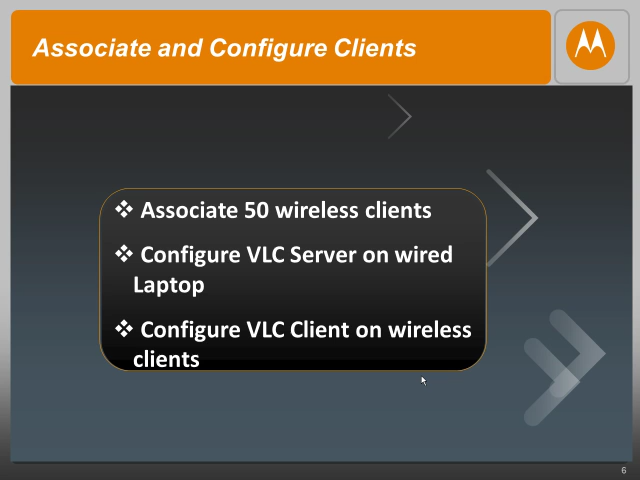 Associate and Configure Clients
❖ Associate 50 wireless clients
❖ Configure VLC Server on wired
Laptop
❖ Configure VLC Client on wireless
clients
6